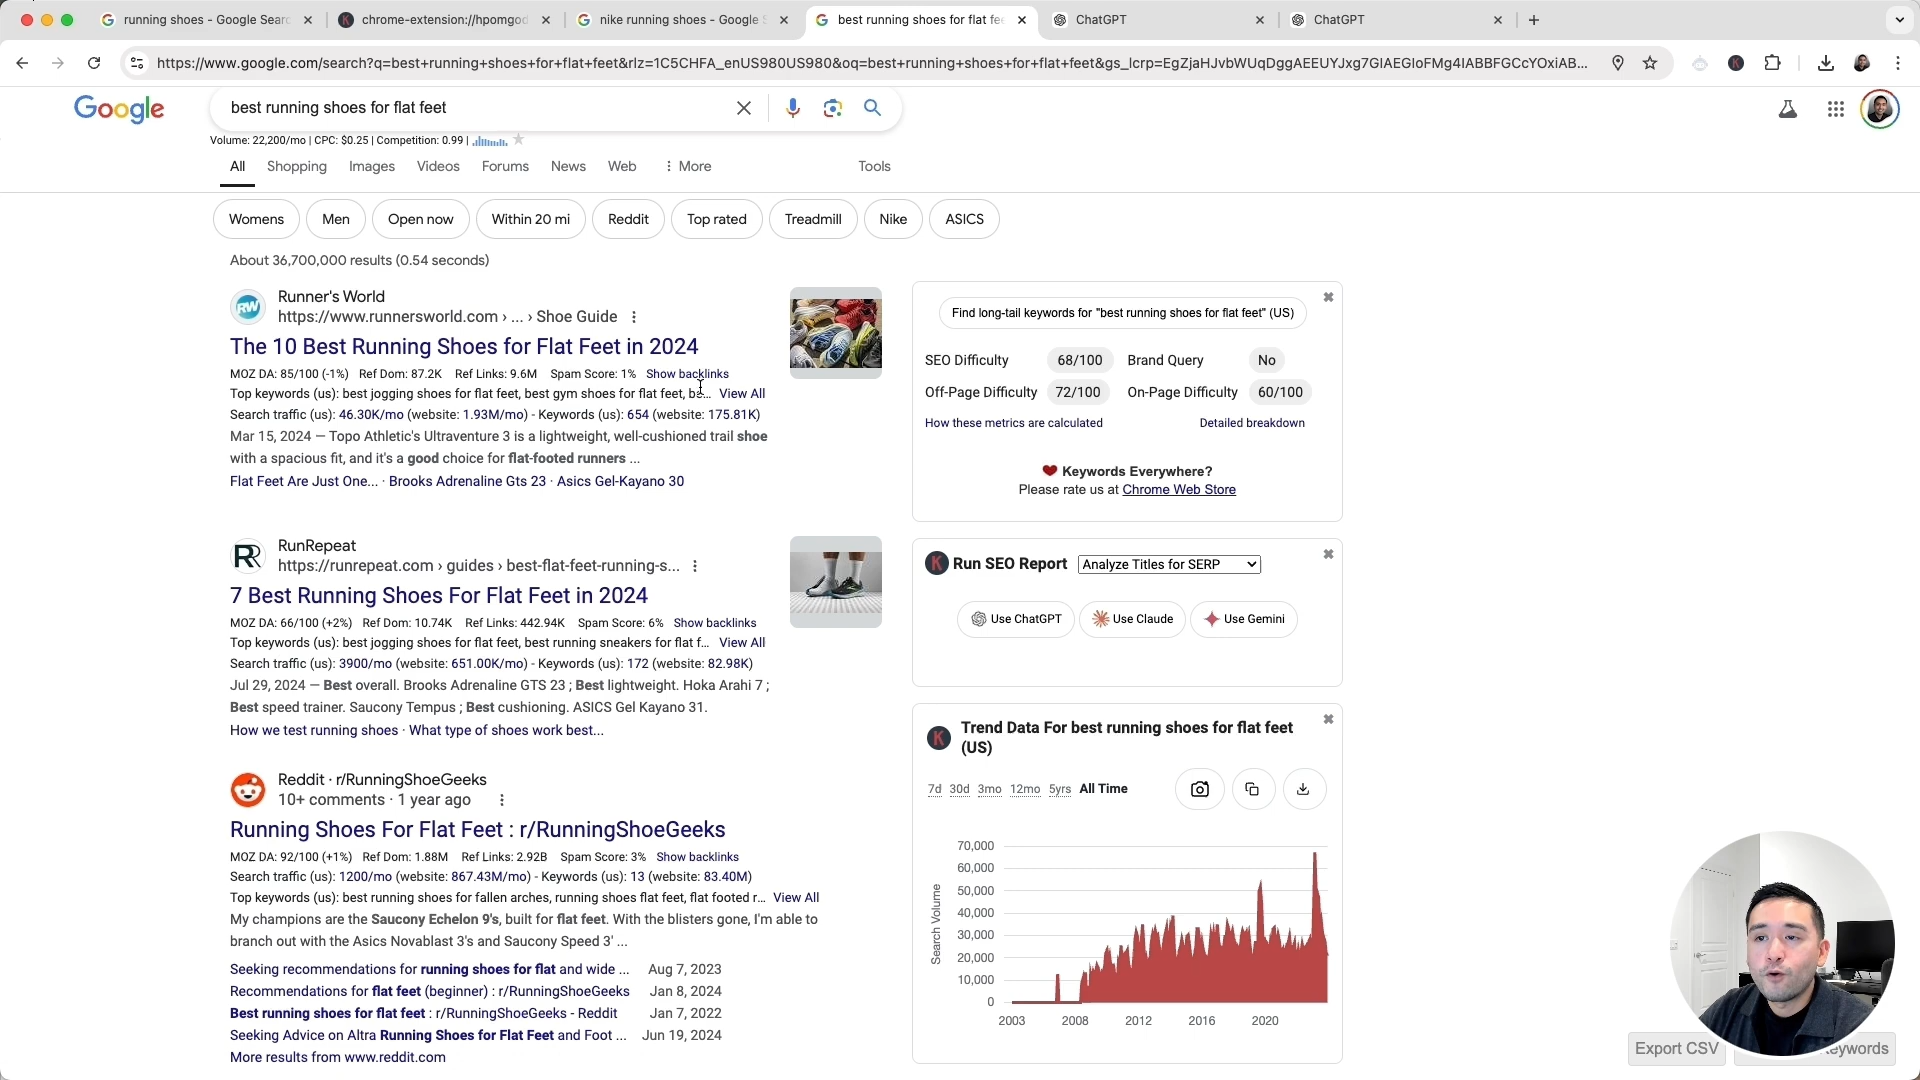 running shoes - Google Sear
chrome-extension://hpomgod
nike running shoes - Google S
best running shoes for flat fe
ChatGPT
ChatGPT
https://www.google.com/search?q=best+running+shoes+for+flat+feet&rlz=1C5CHFA_enUS980US980&oq=best+running+shoes+for+flat+feet&gs_lcrp=EgZjaHJvbWUqDggAEEUYJxg7GIAEGIoFMg4IABBFGCcYOxiAB...
Google
best running shoes for flat feet
Volume: 22,200/mo | CPC: $0.25 | Competition: 0.99 |
All Shopping Images Videos Forums News Web More Tools
Womens Men Open now Within 20 mi Reddit Top rated Treadmill Nike ASICS
About 36,700,000 results (0.54 seconds)
RW
Runner's World
https://www.runnersworld.com › ... › Shoe Guide
The 10 Best Running Shoes for Flat Feet in 2024
MOZ DA: 85/100 (-1%) Ref Dom: 87.2K Ref Links: 9.6M Spam Score: 1% Show backlinks
Top keywords (us): best jogging shoes for flat feet, best gym shoes for flat feet, be... View All
Search traffic (us): 46.30K/mo (website: 1.93M/mo) - Keywords (us): 654 (website: 175.81K)
Mar 15, 2024 — Topo Athletic's Ultraventure 3 is a lightweight, well-cushioned trail shoe
with a spacious fit, and it's a good choice for flat-footed runners ...
Flat Feet Are Just One... · Brooks Adrenaline Gts 23 · Asics Gel-Kayano 30
RR
RunRepeat
https://runrepeat.com › guides › best-flat-feet-running-s...
7 Best Running Shoes For Flat Feet in 2024
MOZ DA: 66/100 (+2%) Ref Dom: 10.74K Ref Links: 442.94K Spam Score: 6% Show backlinks
Top keywords (us): best jogging shoes for flat feet, best running sneakers for flat f... View All
Search traffic (us): 3900/mo (website: 651.00K/mo) - Keywords (us): 172 (website: 82.98K)
Jul 29, 2024 — Best overall. Brooks Adrenaline GTS 23 ; Best lightweight. Hoka Arahi 7 ;
Best speed trainer. Saucony Tempus ; Best cushioning. ASICS Gel Kayano 31.
How we test running shoes · What type of shoes work best...
Reddit · r/RunningShoeGeeks
10+ comments · 1 year ago
Running Shoes For Flat Feet : r/RunningShoeGeeks
MOZ DA: 92/100 (+1%) Ref Dom: 1.88M Ref Links: 2.92B Spam Score: 3% Show backlinks
Search traffic (us): 1200/mo (website: 867.43M/mo) - Keywords (us): 13 (website: 83.40M)
Top keywords (us): best running shoes for fallen arches, running shoes flat feet, flat footed r... View All
My champions are the Saucony Echelon 9's, built for flat feet. With the blisters gone, I'm able to
branch out with the Asics Novablast 3's and Saucony Speed 3' ...
Seeking recommendations for running shoes for flat and wide ... Aug 7, 2023
Recommendations for flat feet (beginner) : r/RunningShoeGeeks Jan 8, 2024
Best running shoes for flat feet : r/RunningShoeGeeks - Reddit Jan 7, 2022
Seeking Advice on Altra Running Shoes for Flat Feet and Foot ... Jun 19, 2024
More results from www.reddit.com
Find long-tail keywords for "best running shoes for flat feet" (US)
SEO Difficulty 68/100 Brand Query No
Off-Page Difficulty 72/100 On-Page Difficulty 60/100
How these metrics are calculated Detailed breakdown
Keywords Everywhere?
Please rate us at Chrome Web Store
K Run SEO Report Analyze Titles for SERP
Use ChatGPT Use Claude Use Gemini
K Trend Data For best running shoes for flat feet
(US)
7d 30d 3mo 12mo 5yrs All Time
Search Volume
70,000
60,000
50,000
40,000
30,000
20,000
10,000
0
2003 2008 2012 2016 2020
Export CSV
eywords